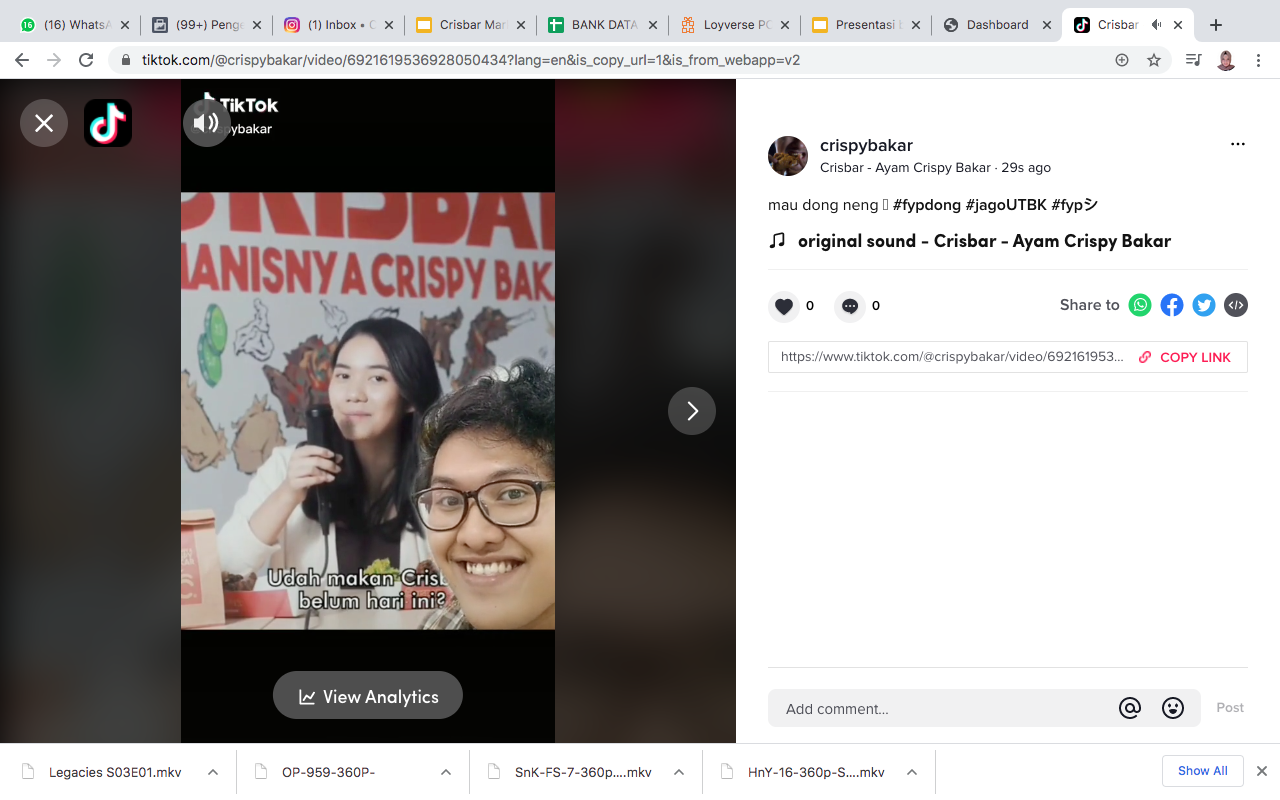 (16) WhatsA
(99+) Penge
(1) Inbox • C
Crisbar Mar
BANK DATA
Loyverse PO
Presentasi b
Dashboard
Crisbar
tiktok.com/@crispybakar/video/6921619536928050434?lang=en&is_copy_url=1&is_from_webapp=v2
TikTok
pybakar
CRISBAR
MANISNYA CRISPY BAK
Udah makan Crisb
belum hari ini?
View Analytics
crispybakar
Crisbar - Ayam Crispy Bakar · 29s ago
mau dong neng #fypdong #jagoUTBK #fypシ
original sound - Crisbar - Ayam Crispy Bakar
0
0
Share to
https://www.tiktok.com/@crispybakar/video/692161953...
COPY LINK
Add comment...
Post
Legacies S03E01.mkv
OP-959-360P-
SnK-FS-7-360p....mkv
HnY-16-360p-S....mkv
Show All